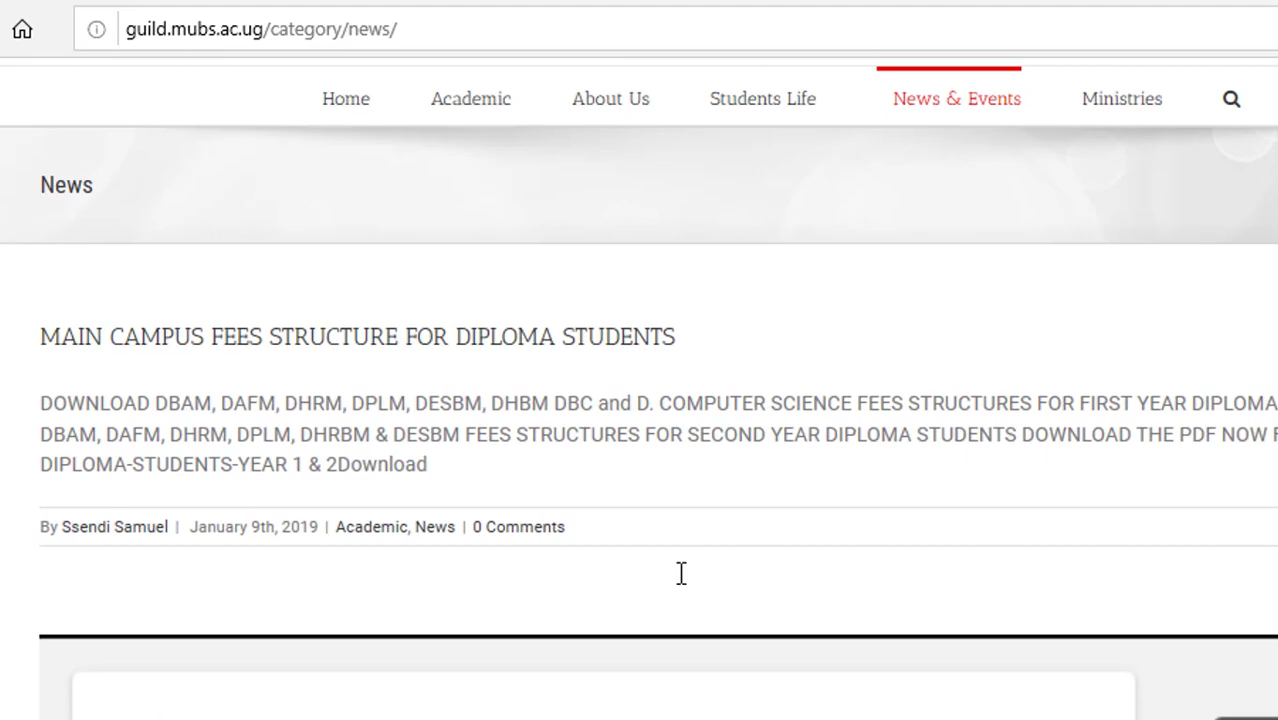 guild.mubs.ac.ug/category/news/
Home Academic About Us Students Life News & Events Ministries
News
MAIN CAMPUS FEES STRUCTURE FOR DIPLOMA STUDENTS
DOWNLOAD DBAM, DAFM, DHRM, DPLM, DESBM, DHBM DBC and D. COMPUTER SCIENCE FEES STRUCTURES FOR FIRST YEAR DIPLOMA
DBAM, DAFM, DHRM, DPLM, DHRBM & DESBM FEES STRUCTURES FOR SECOND YEAR DIPLOMA STUDENTS DOWNLOAD THE PDF NOW F
DIPLOMA-STUDENTS-YEAR 1 & 2Download
By Ssendi Samuel | January 9th, 2019 | Academic, News | 0 Comments